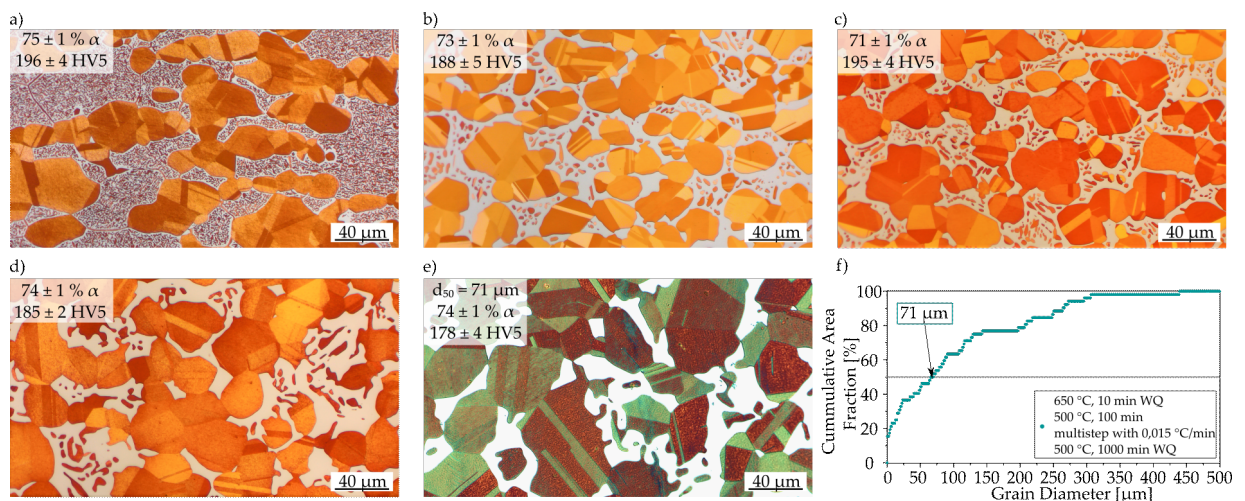 a)
75 ± 1 % α
196 ± 4 HV5
40 µm
b)
73 ± 1 % α
188 ± 5 HV5
40 µm
c)
71 ± 1 % α
195 ± 4 HV5
40 µm
d)
74 ± 1 % α
185 ± 2 HV5
40 µm
e)
d50 = 71 µm
74 ± 1 % α
178 ± 4 HV5
40 µm
f)
Cummulative Area
Fraction [%]
100
80
60
40
20
0
71 µm
650 °C, 10 min WQ
500 °C, 100 min
multistep with 0,015 °C/min
500 °C, 1000 min WQ
0 50 100 150 200 250 300 350 400 450 500
Grain Diameter [µm]